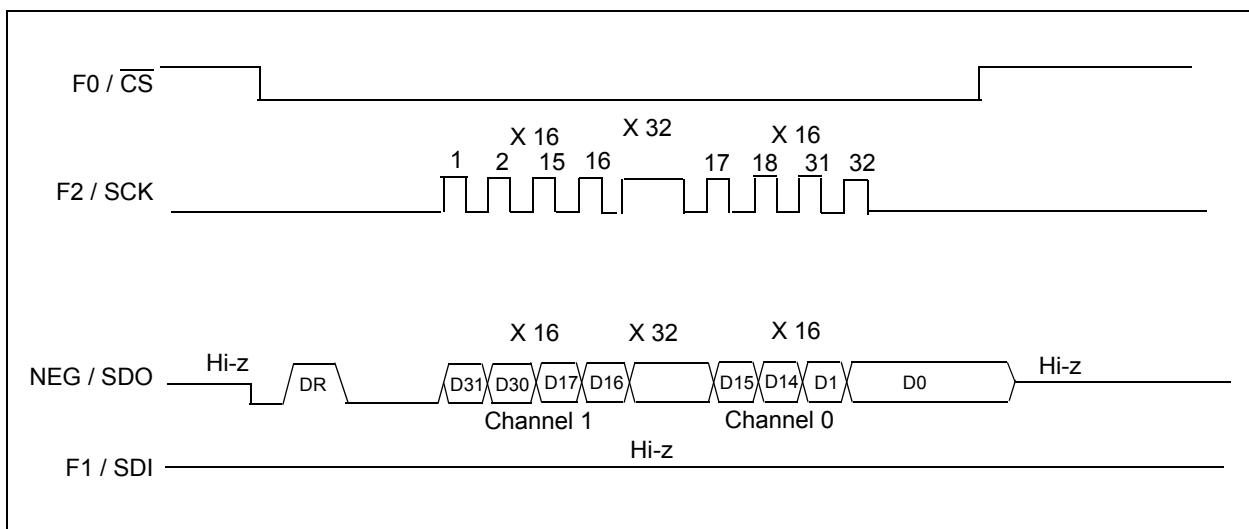 F0 / CS
X 16 X 32 X 16
1 2 15 16 17 18 31 32
F2 / SCK
X 16 X 32 X 16
Hi-z Hi-z
NEG / SDO DR D31 D30 D17 D16 D15 D14 D1 D0
Channel 1 Channel 0
Hi-z
F1 / SDI